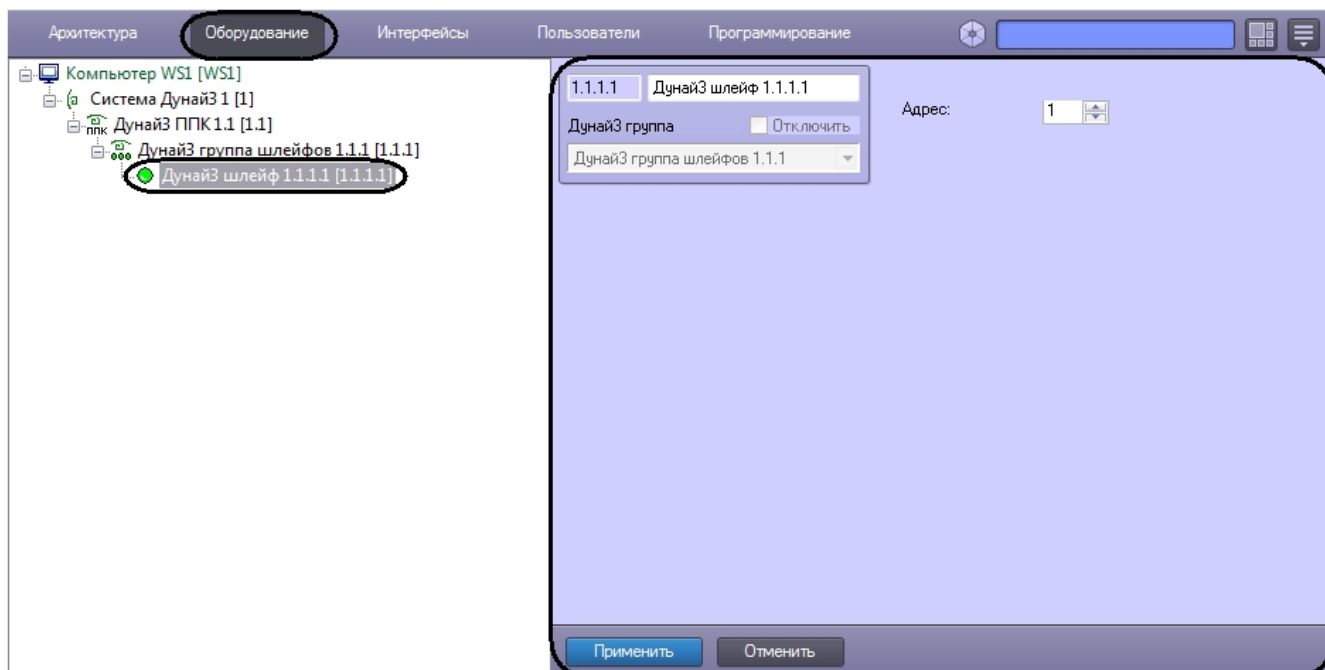 Архитектура Оборудование Интерфейсы Пользователи Программирование
Компьютер WS1 [WS1]
Система Дунай3 1 [1]
ппк Дунай3 ППК 1.1 [1.1]
Дунай3 группа шлейфов 1.1.1 [1.1.1]
Дунай3 шлейф 1.1.1.1 [1.1.1.1]
1.1.1.1 Дунай3 шлейф 1.1.1.1
Дунай3 группа Отключить
Дунай3 группа шлейфов 1.1.1
Адрес: 1
Применить Отменить